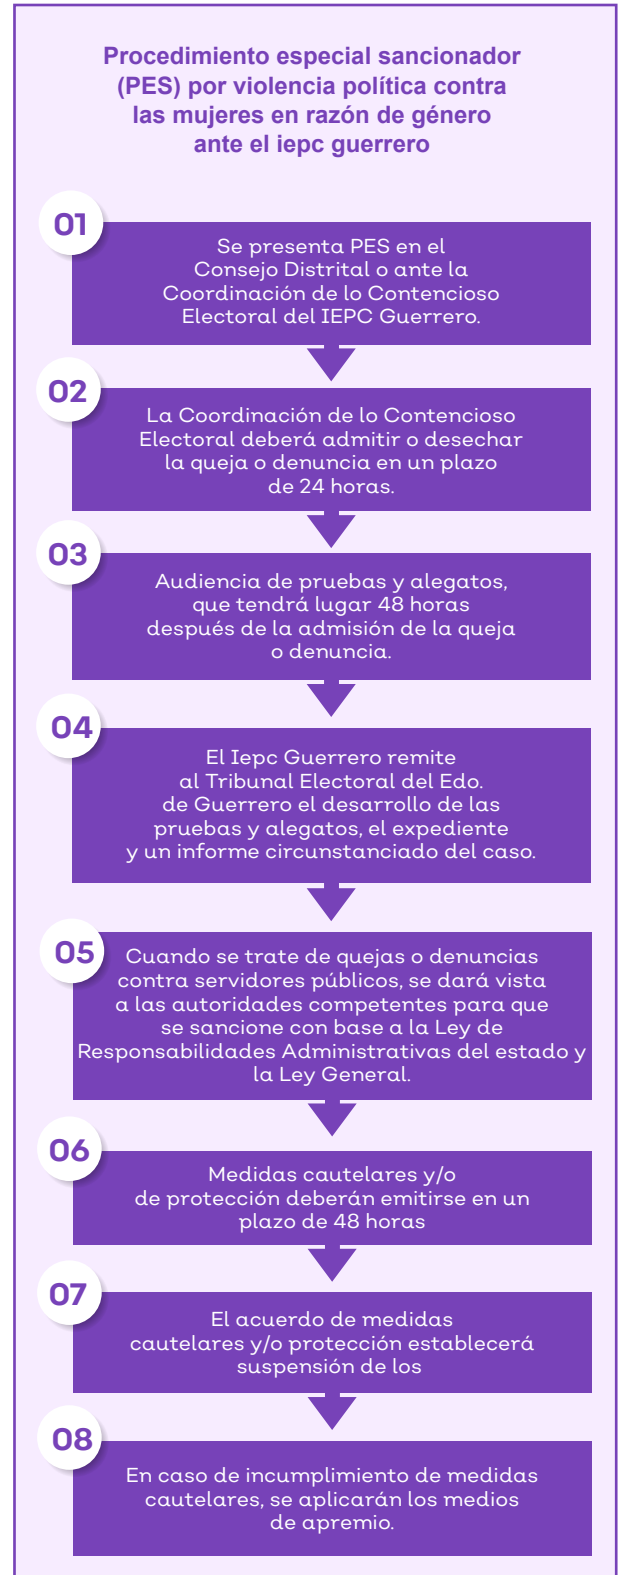 Procedimiento especial sancionador
(PES) por violencia política contra
las mujeres en razón de género
ante el iepc guerrero
01
Se presenta PES en el
Consejo Distrital o ante la
Coordinación de lo Contencioso
Electoral del IEPC Guerrero.
02
La Coordinación de lo Contencioso
Electoral deberá admitir o desechar
la queja o denuncia en un plazo
de 24 horas.
03
Audiencia de pruebas y alegatos,
que tendrá lugar 48 horas
después de la admisión de la queja
o denuncia.
04
El Iepc Guerrero remite
al Tribunal Electoral del Edo.
de Guerrero el desarrollo de las
pruebas y alegatos, el expediente
y un informe circunstanciado del caso.
05
Cuando se trate de quejas o denuncias
contra servidores públicos, se dará vista
a las autoridades competentes para que
se sancione con base a la Ley de
Responsabilidades Administrativas del estado y
la Ley General.
06
Medidas cautelares y/o
de protección deberán emitirse en un
plazo de 48 horas
07
El acuerdo de medidas
cautelares y/o protección establecerá
suspensión de los
08
En caso de incumplimiento de medidas
cautelares, se aplicarán los medios
de apremio.